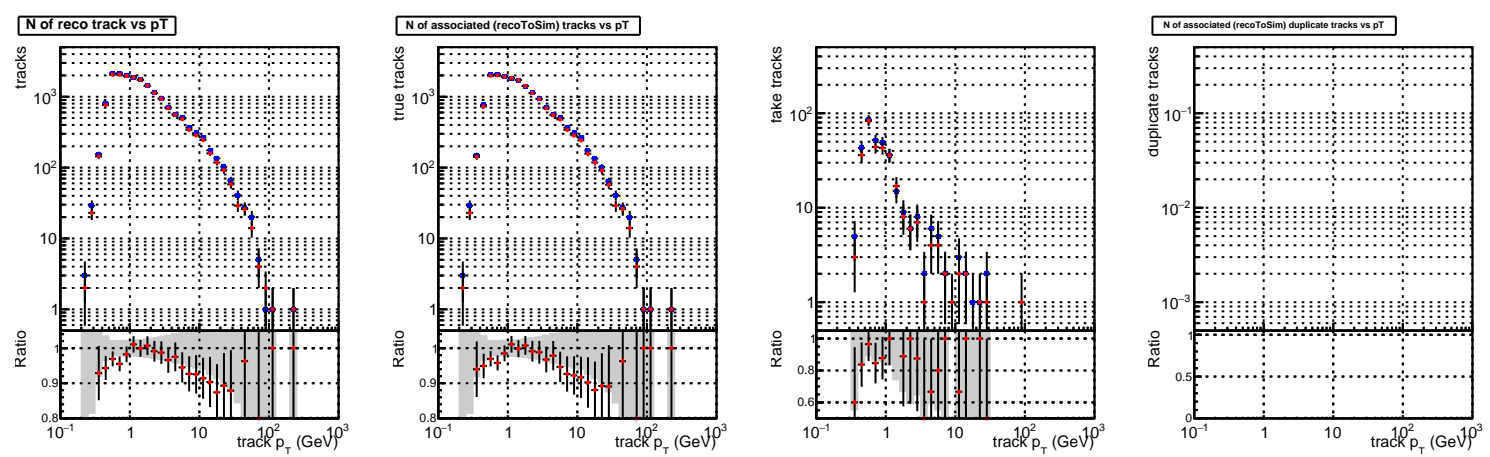 N of reco track vs pT
tracks
10³
10²
10
1
Ratio
1
0.9
0.8
10⁻¹ 1 10 10² 10³
track p_T (GeV)
N of associated (recoToSim) tracks vs pT
true tracks
10³
10²
10
1
Ratio
1
0.9
0.8
10⁻¹ 1 10 10² 10³
track p_T (GeV)
fake tracks
10²
10
1
Ratio
1
0.8
0.6
10⁻¹ 1 10 10² 10³
track p_T (GeV)
N of associated (recoToSim) duplicate tracks vs pT
duplicate tracks
10⁻¹
10⁻²
10⁻³
Ratio
1
0.5
0
10⁻¹ 1 10 10² 10³
track p_T (GeV)